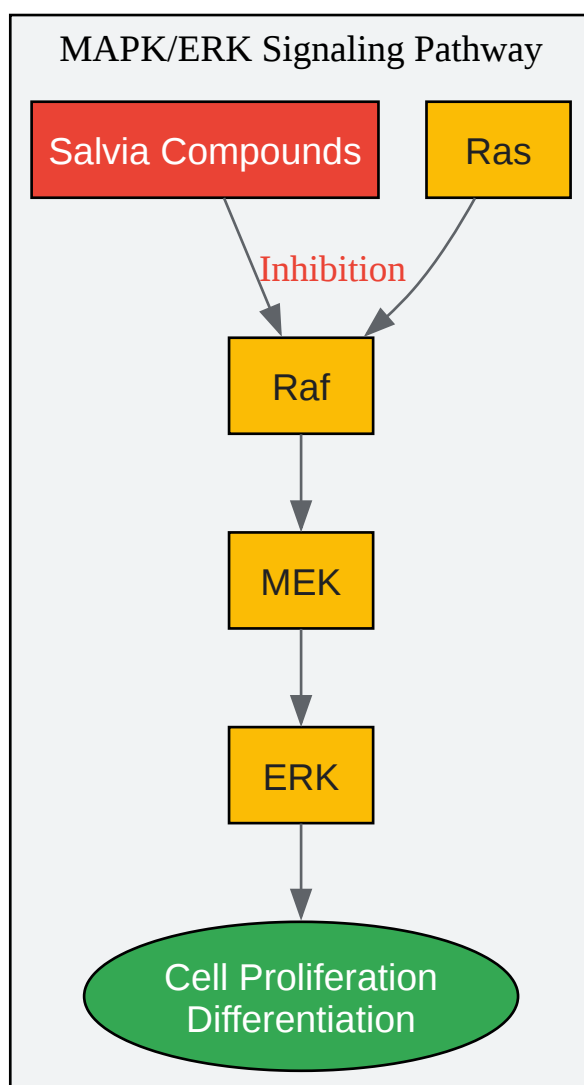 MAPK/ERK Signaling Pathway
Salvia Compounds
Ras
Inhibition
Raf
MEK
ERK
Cell Proliferation
Differentiation